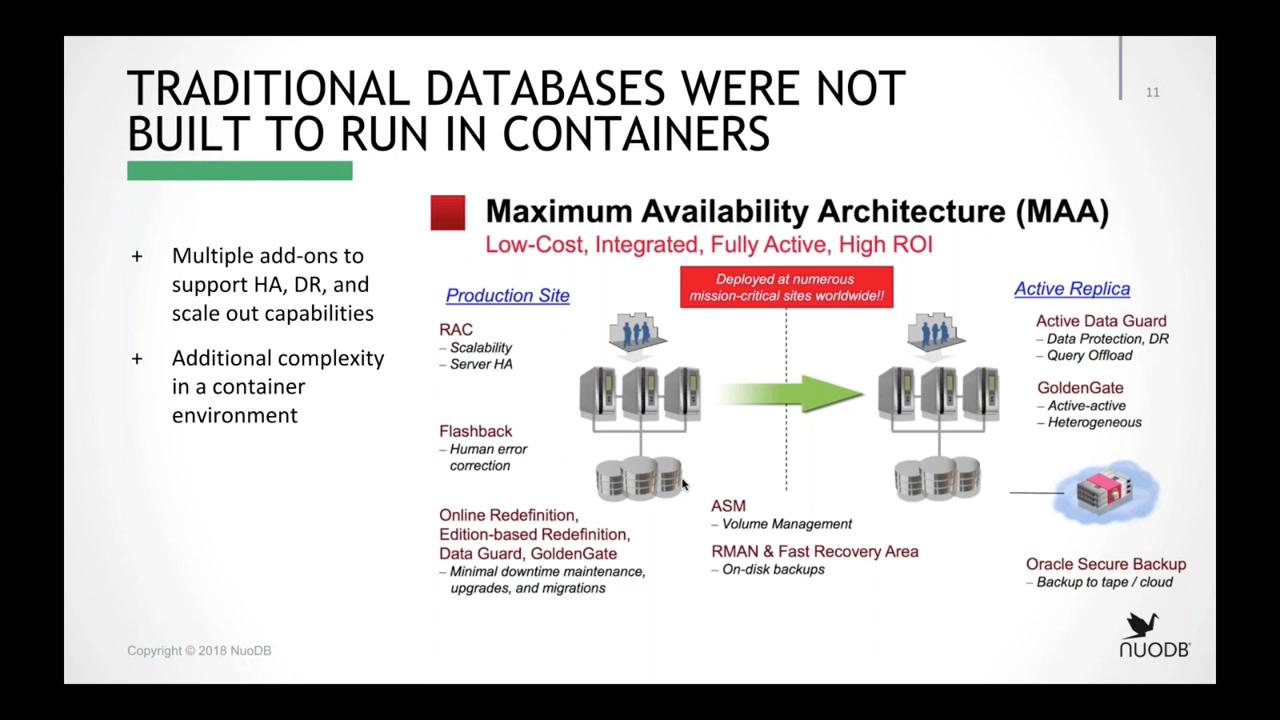 TRADITIONAL DATABASES WERE NOT
BUILT TO RUN IN CONTAINERS
11
+ Multiple add-ons to
support HA, DR, and
scale out capabilities
+ Additional complexity
in a container
environment
Maximum Availability Architecture (MAA)
Low-Cost, Integrated, Fully Active, High ROI
Deployed at numerous
mission-critical sites worldwide!!
Production Site
RAC
– Scalability
– Server HA
Flashback
– Human error
correction
Online Redefinition,
Edition-based Redefinition,
Data Guard, GoldenGate
– Minimal downtime maintenance,
upgrades, and migrations
ASM
– Volume Management
RMAN & Fast Recovery Area
– On-disk backups
Active Replica
Active Data Guard
– Data Protection, DR
– Query Offload
GoldenGate
– Active-active
– Heterogeneous
Oracle Secure Backup
– Backup to tape / cloud
Copyright © 2018 NuoDB
NUODB